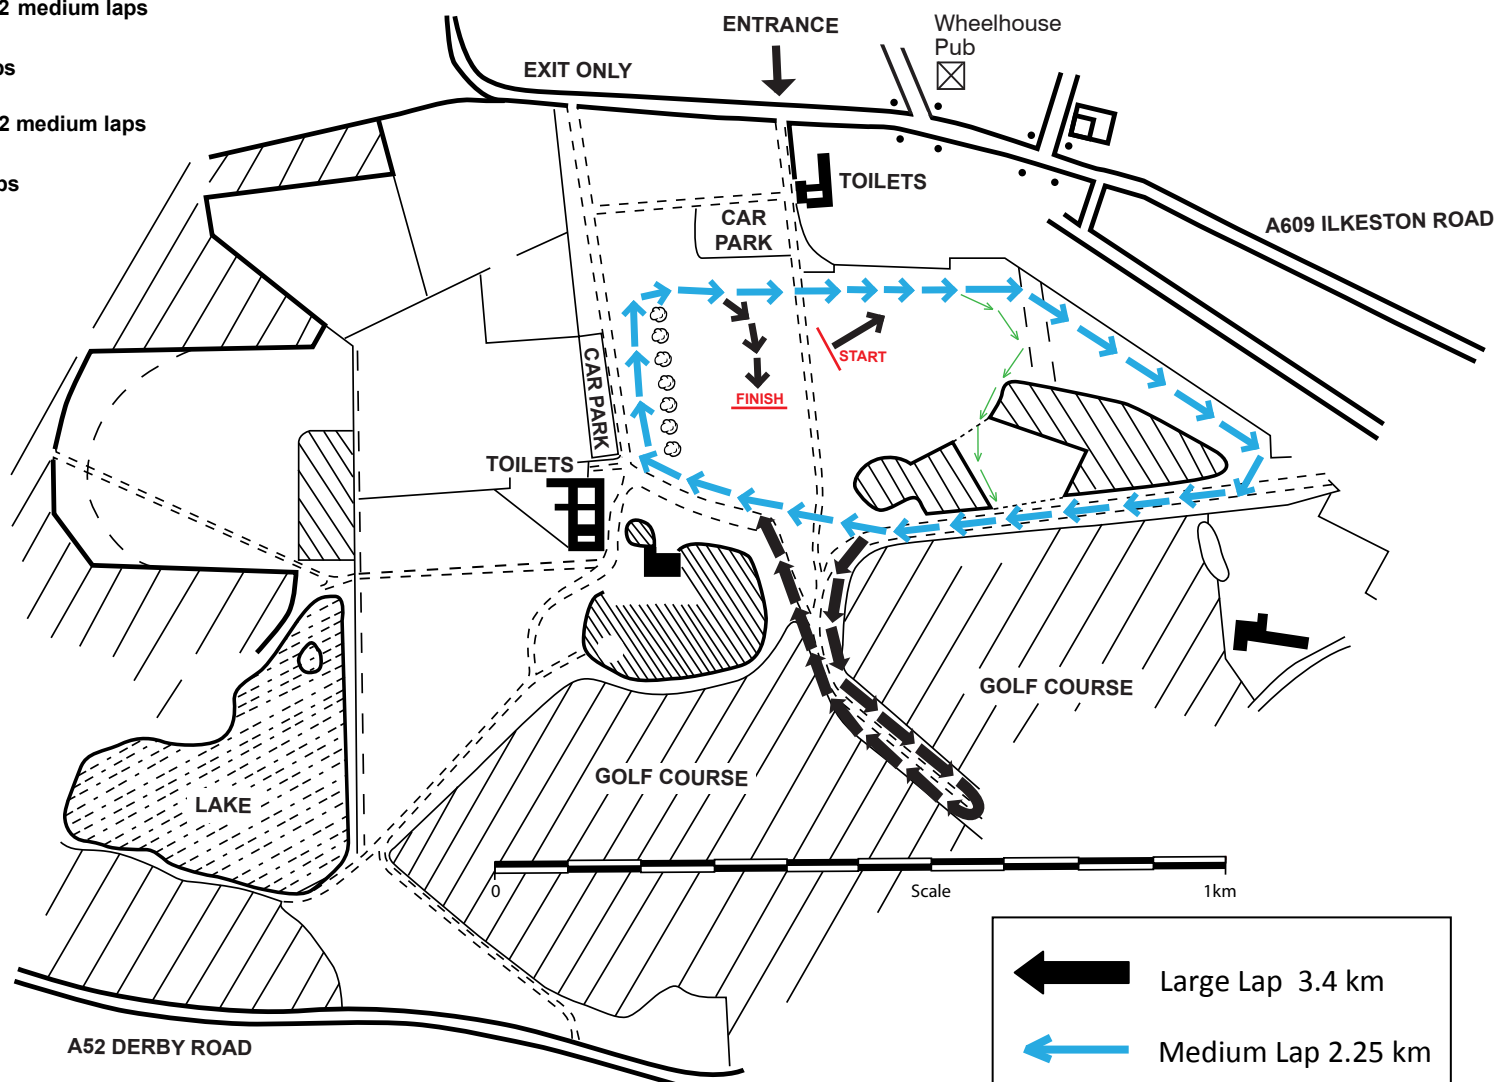 2 medium laps
ps
2 medium laps
ps
ENTRANCE
Wheelhouse
Pub
EXIT ONLY
TOILETS
CAR
PARK
A609 ILKESTON ROAD
START
FINISH
CAR PARK
TOILETS
GOLF COURSE
GOLF COURSE
LAKE
0
Scale
1km
Large Lap 3.4 km
Medium Lap 2.25 km
A52 DERBY ROAD